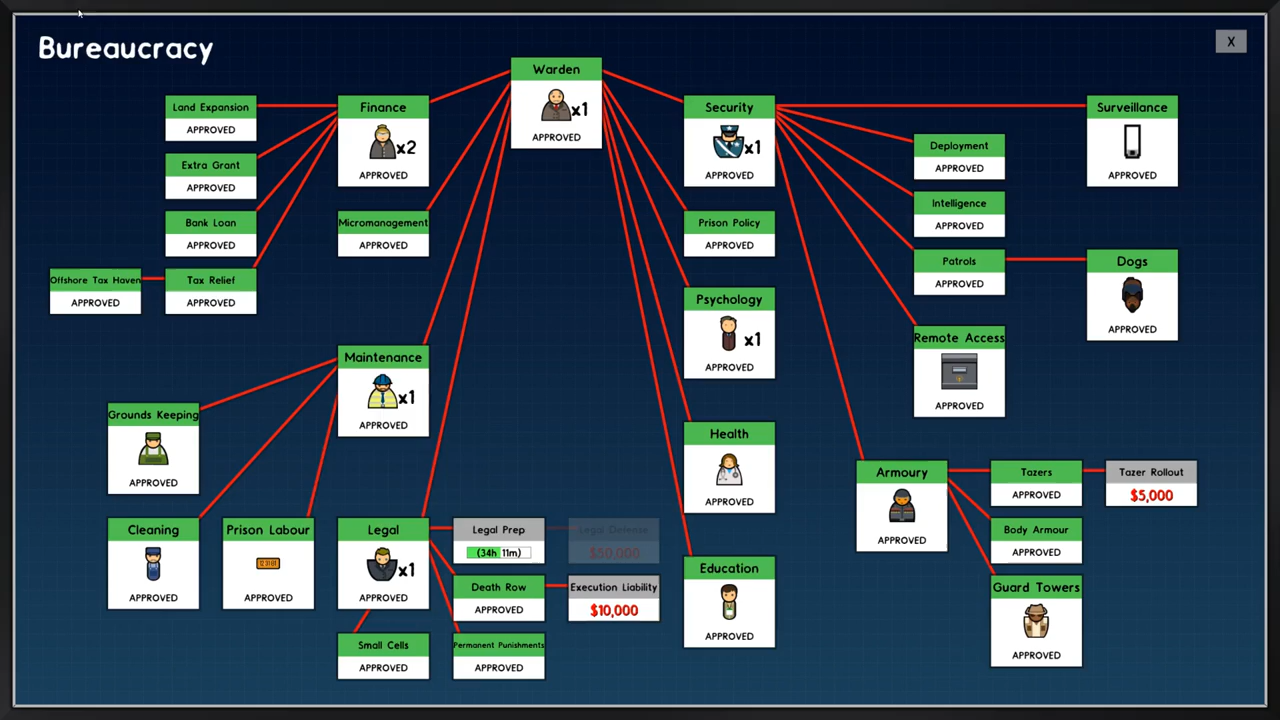 Bureaucracy
X
Warden
x1
APPROVED
Land Expansion
APPROVED
Extra Grant
APPROVED
Bank Loan
APPROVED
Offshore Tax Haven
APPROVED
Tax Relief
APPROVED
Finance
x2
APPROVED
Micromanagement
APPROVED
Maintenance
x1
APPROVED
Grounds Keeping
APPROVED
Cleaning
APPROVED
Prison Labour
APPROVED
Legal
x1
APPROVED
Legal Prep
(34h 11m)
Legal Defense
$50,000
Death Row
APPROVED
Execution Liability
$10,000
Small Cells
APPROVED
Permanent Punishments
APPROVED
Security
x1
APPROVED
Prison Policy
APPROVED
Psychology
x1
APPROVED
Health
APPROVED
Education
APPROVED
Deployment
APPROVED
Intelligence
APPROVED
Patrols
APPROVED
Remote Access
APPROVED
Surveillance
APPROVED
Dogs
APPROVED
Armoury
APPROVED
Tazers
APPROVED
Tazer Rollout
$5,000
Body Armour
APPROVED
Guard Towers
APPROVED